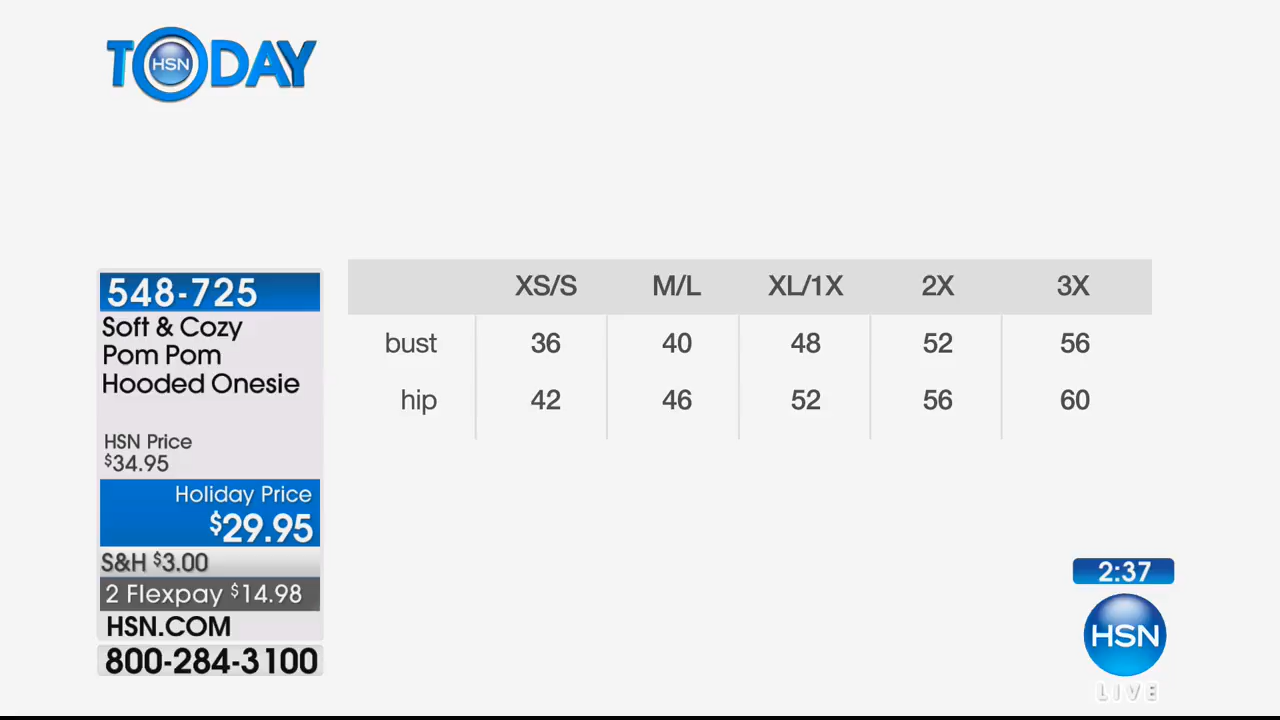 TODAY
HSN
548-725
Soft & Cozy
Pom Pom
Hooded Onesie
HSN Price
$34.95
Holiday Price
$29.95
S&H $3.00
2 Flexpay $14.98
HSN.COM
800-284-3100
XS/S M/L XL/1X 2X 3X
bust 36 40 48 52 56
hip 42 46 52 56 60
2:37
HSN
LIVE